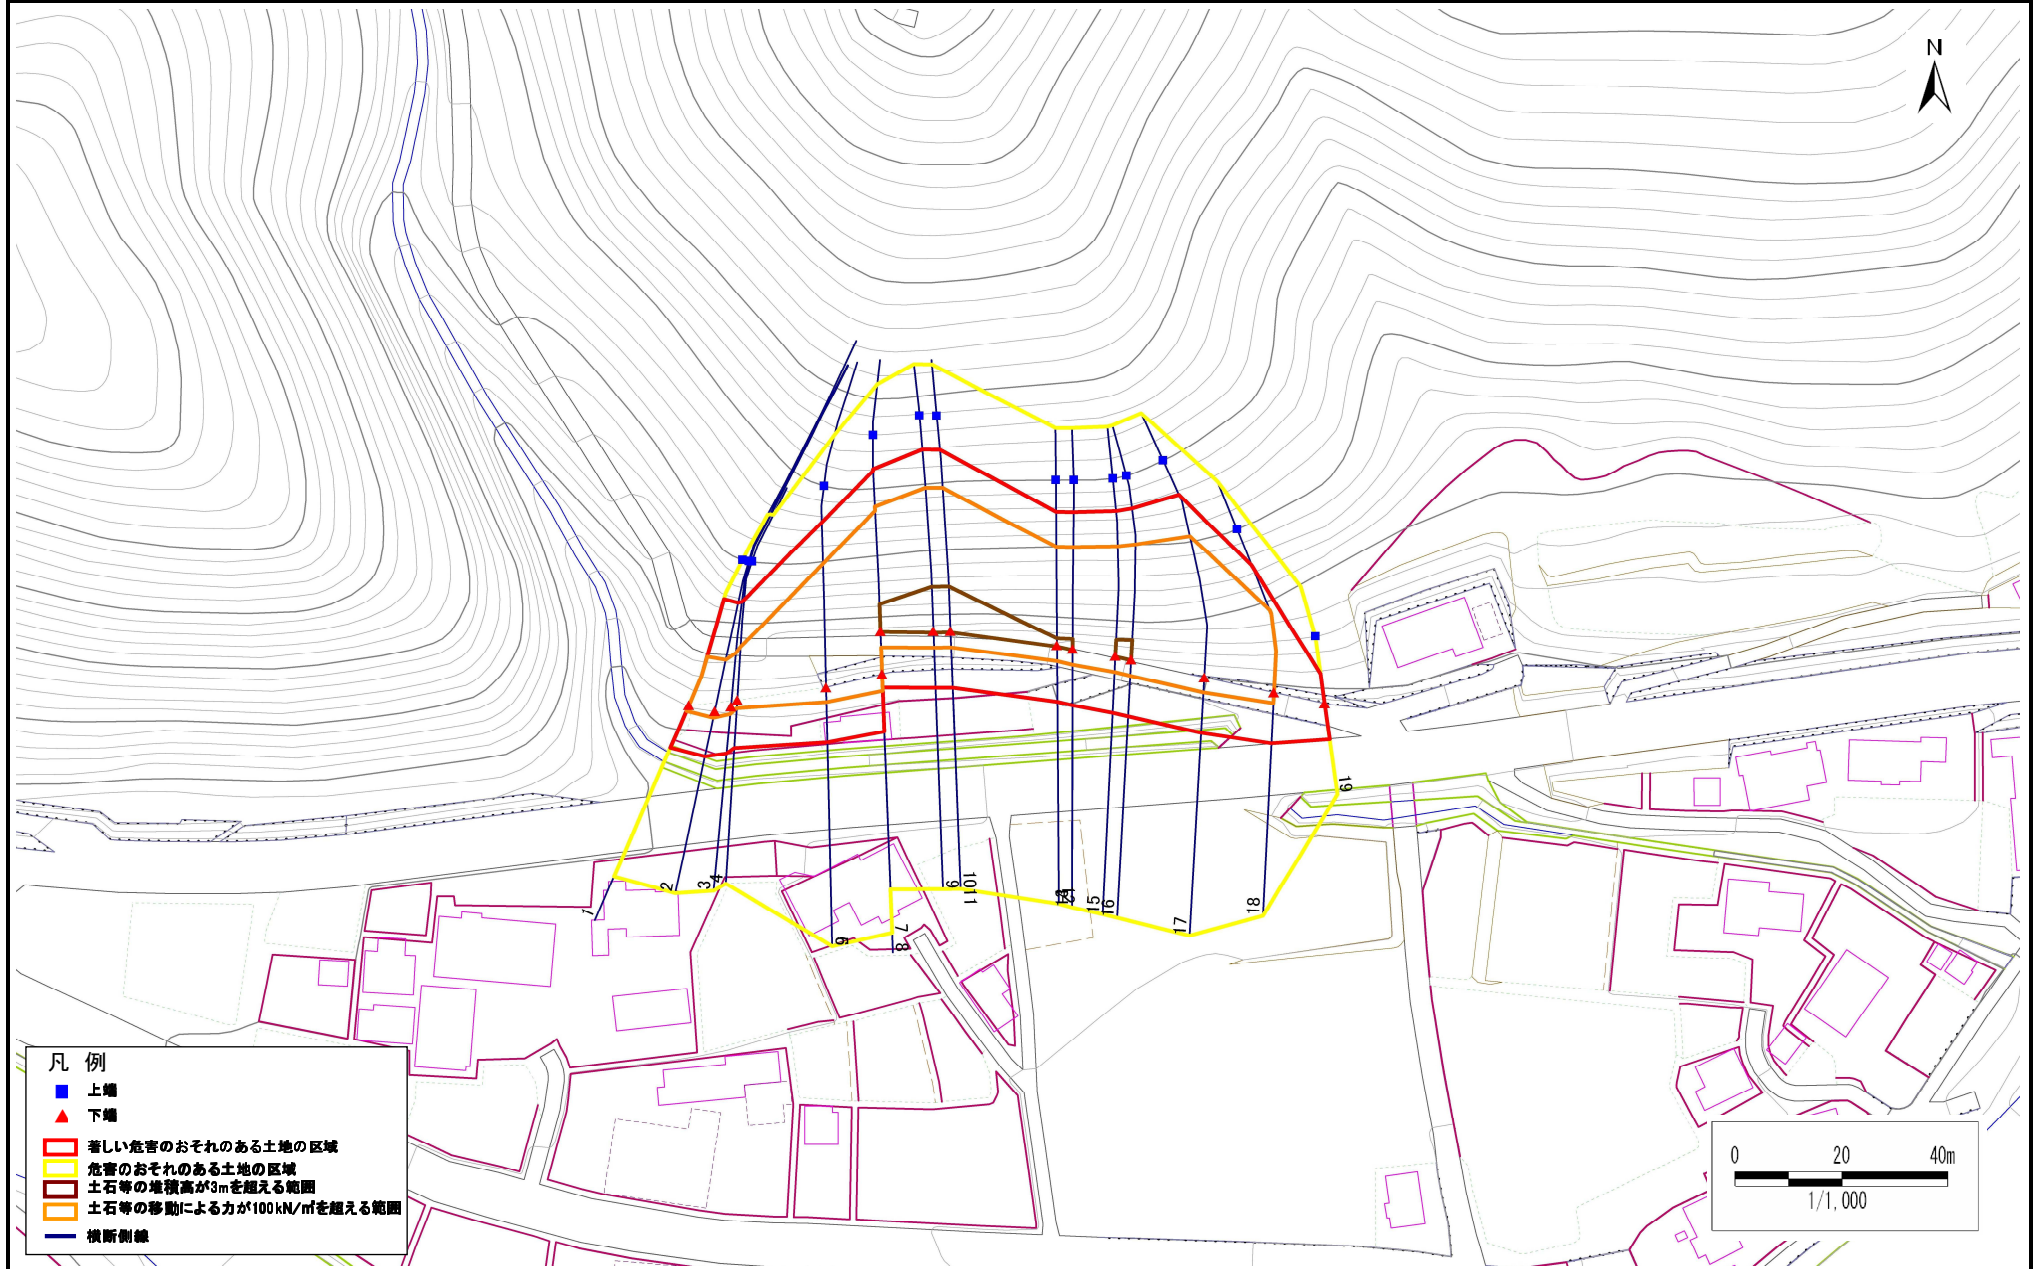 N
19
1
2
3
4
6
7
8
9
10
11
15
16
17
18
凡 例
上端
下端
著しい危害のおそれのある土地の区域
危害のおそれのある土地の区域
土石等の堆積高が3mを超える範囲
土石等の移動による力が100kN/㎡を超える範囲
横断側線
0 20 40m
1/1,000